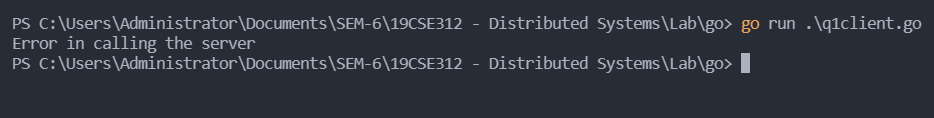 PS C:\Users\Administrator\Documents\SEM-6\19CSE312 - Distributed Systems\Lab\go> go run .\q1client.go
Error in calling the server
PS C:\Users\Administrator\Documents\SEM-6\19CSE312 - Distributed Systems\Lab\go>